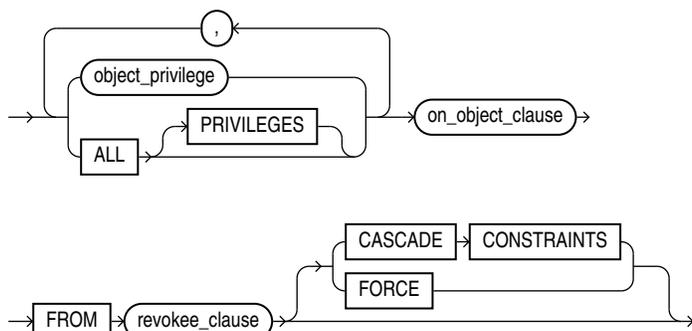 ,
object_privilege
PRIVILEGES
on_object_clause
ALL
CASCADE CONSTRAINTS
FORCE
FROM revokee_clause